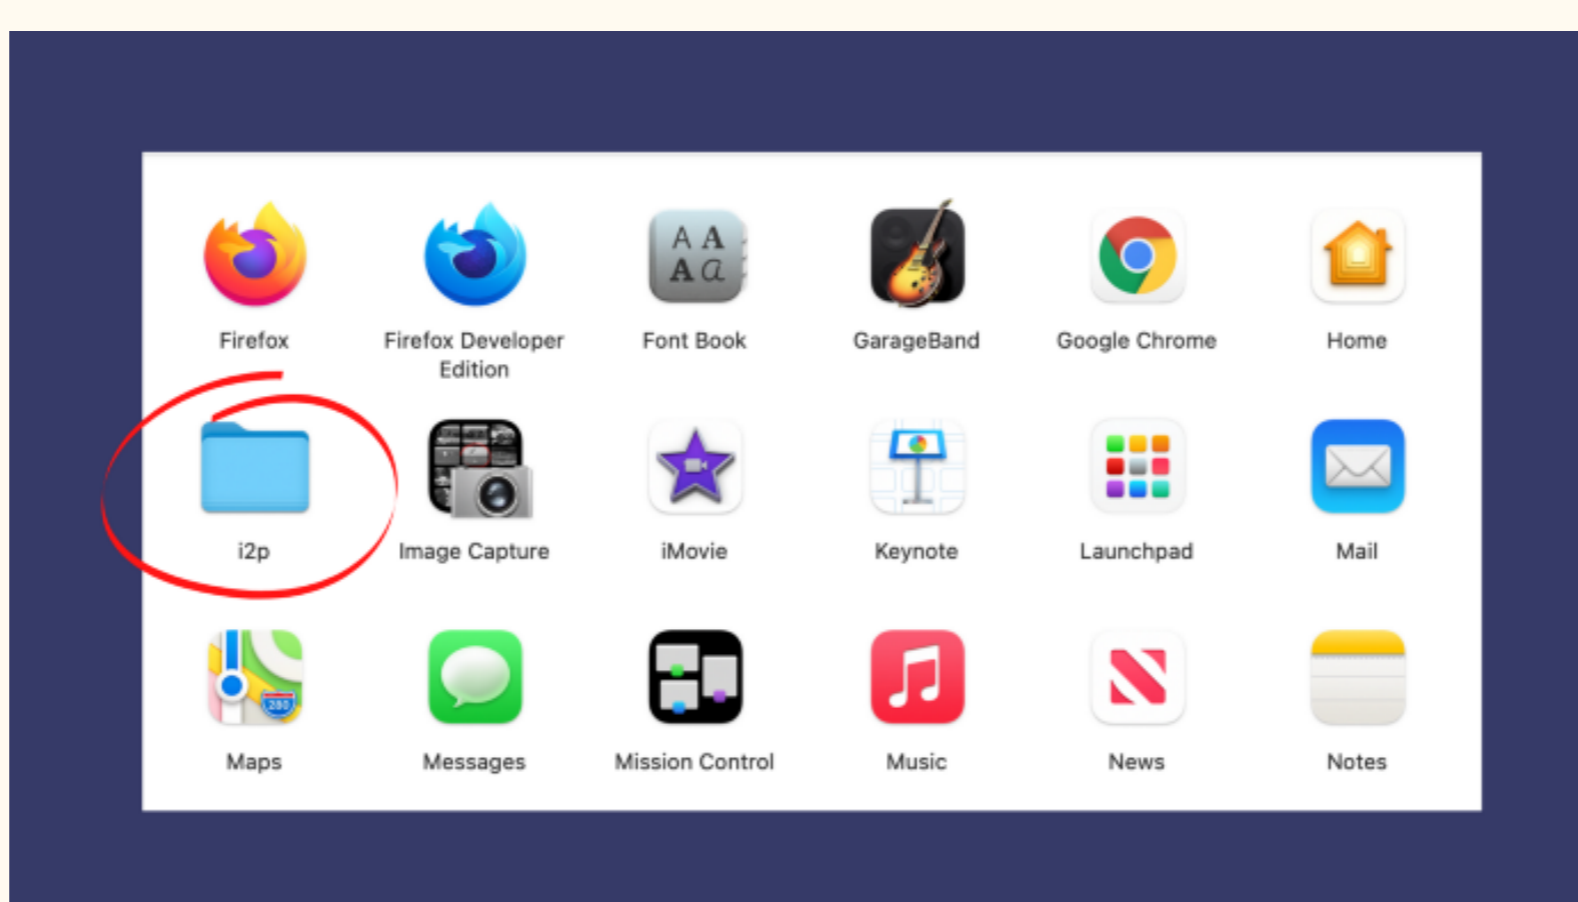 A A
A a
Firefox
Firefox Developer
Edition
Font Book
GarageBand
Google Chrome
Home
i2p
Image Capture
iMovie
Keynote
Launchpad
Mail
280
Maps
Messages
Mission Control
Music
News
Notes